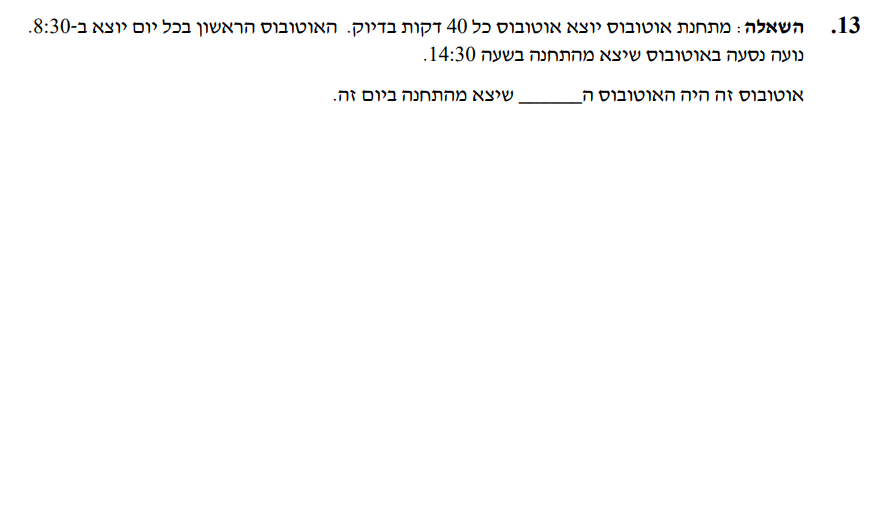 13. השאלה: מתחנת אוטובוס יוצא אוטובוס כל 40 דקות בדיוק. האוטובוס הראשון בכל יום יוצא ב-8:30.
נועה נסעה באוטובוס שיצא מהתחנה בשעה 14:30.
אוטובוס זה היה האוטובוס ה______ שיצא מהתחנה ביום זה.